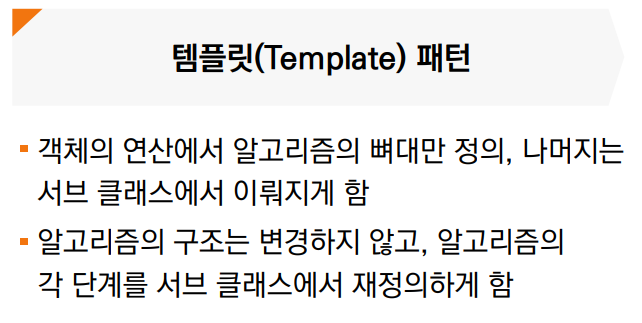 템플릿(Template) 패턴
객체의 연산에서 알고리즘의 뼈대만 정의, 나머지는
서브 클래스에서 이뤄지게 함
알고리즘의 구조는 변경하지 않고, 알고리즘의
각 단계를 서브 클래스에서 재정의하게 함